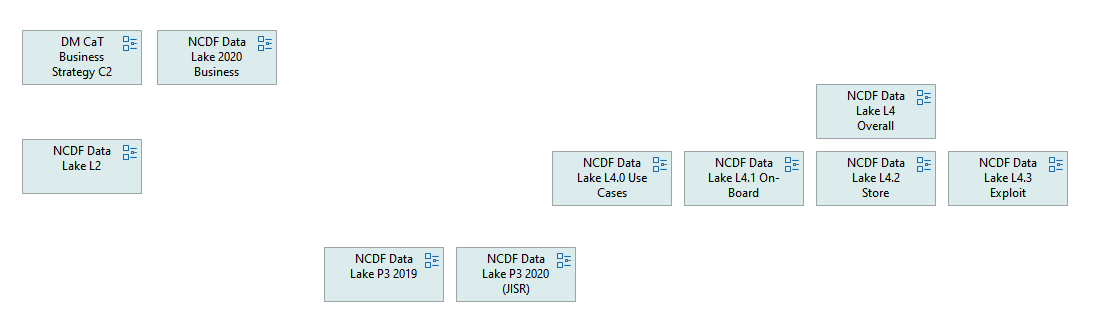 DM CaT
Business
Strategy C2
NCDF Data
Lake 2020
Business
NCDF Data
Lake L4
Overall
NCDF Data
Lake L2
NCDF Data
Lake L4.0 Use
Cases
NCDF Data
Lake L4.1 On-
Board
NCDF Data
Lake L4.2
Store
NCDF Data
Lake L4.3
Exploit
NCDF Data
Lake P3 2019
NCDF Data
Lake P3 2020
(JISR)